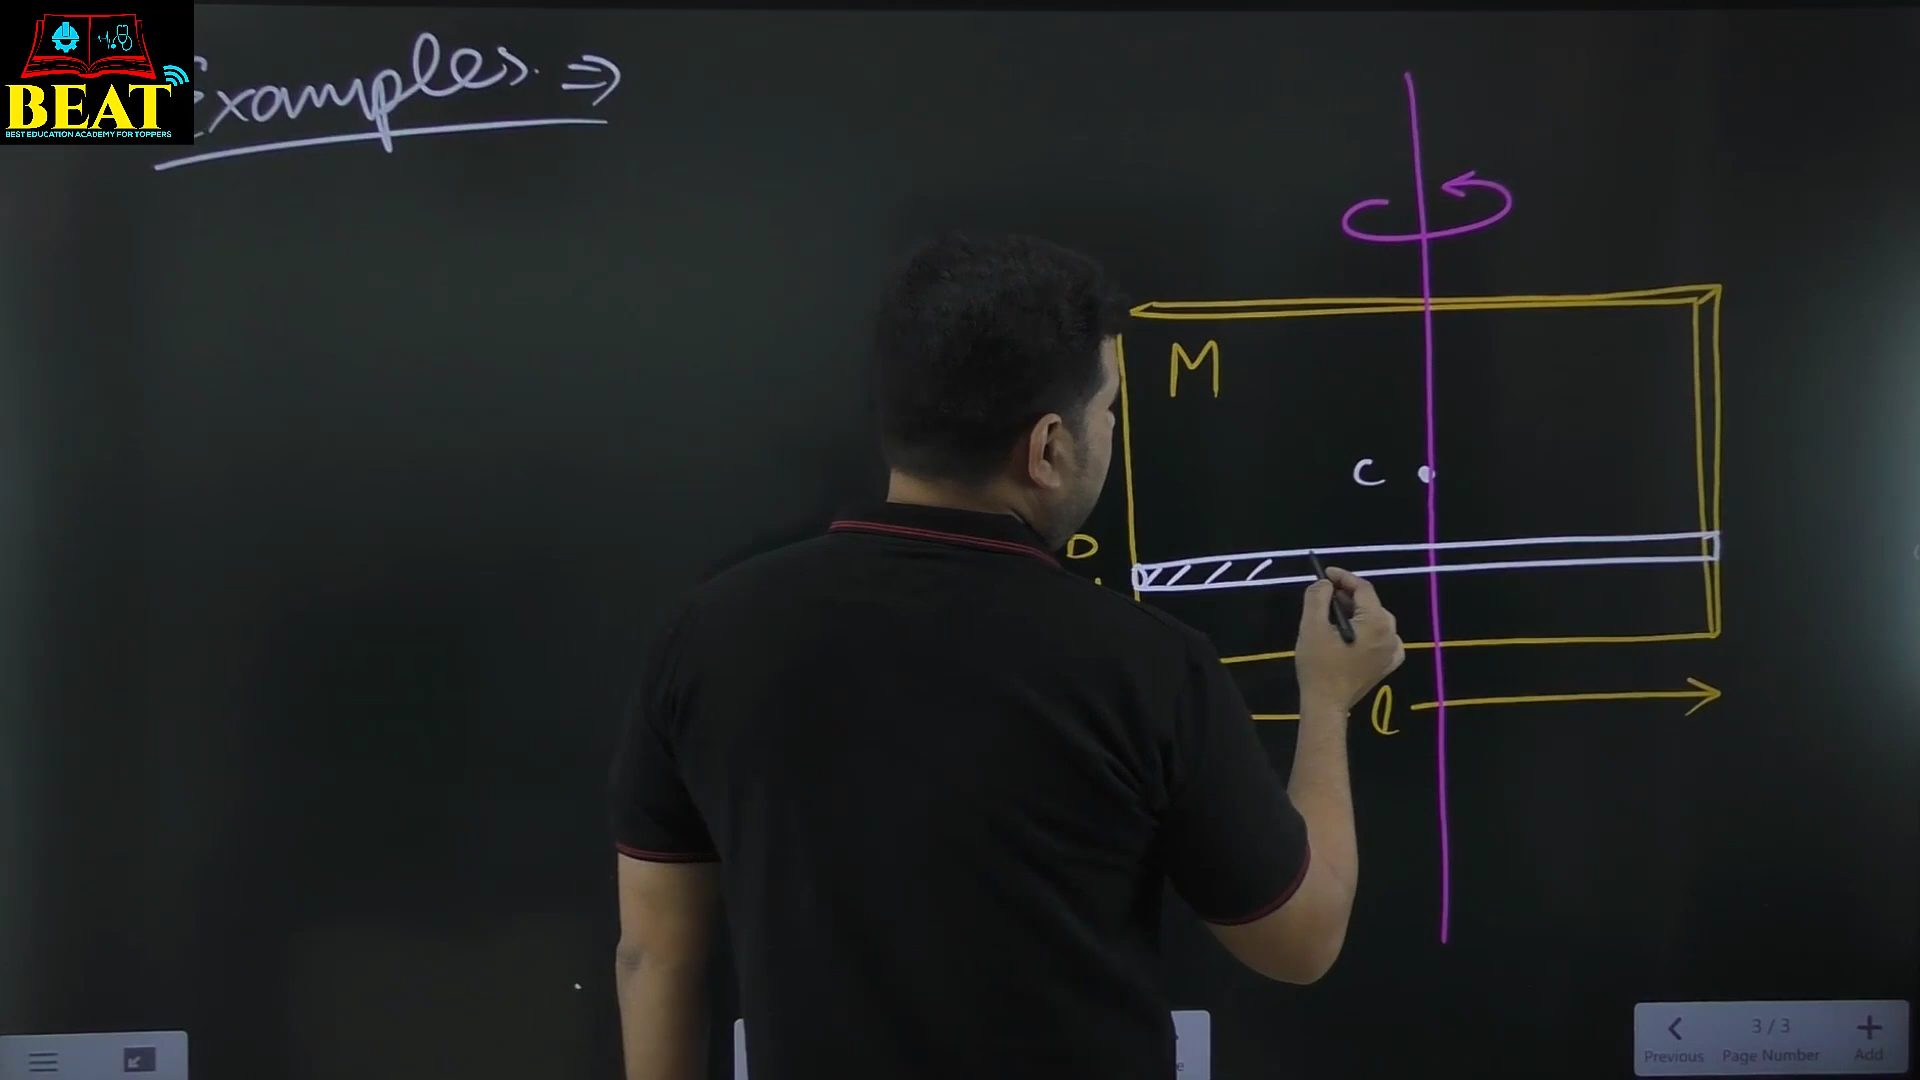 BEAT
BEST EDUCATION ACADEMY FOR TOPPERS
Examples. ⇒
M
C
b
l
3 / 3
Previous
Page Number
Add